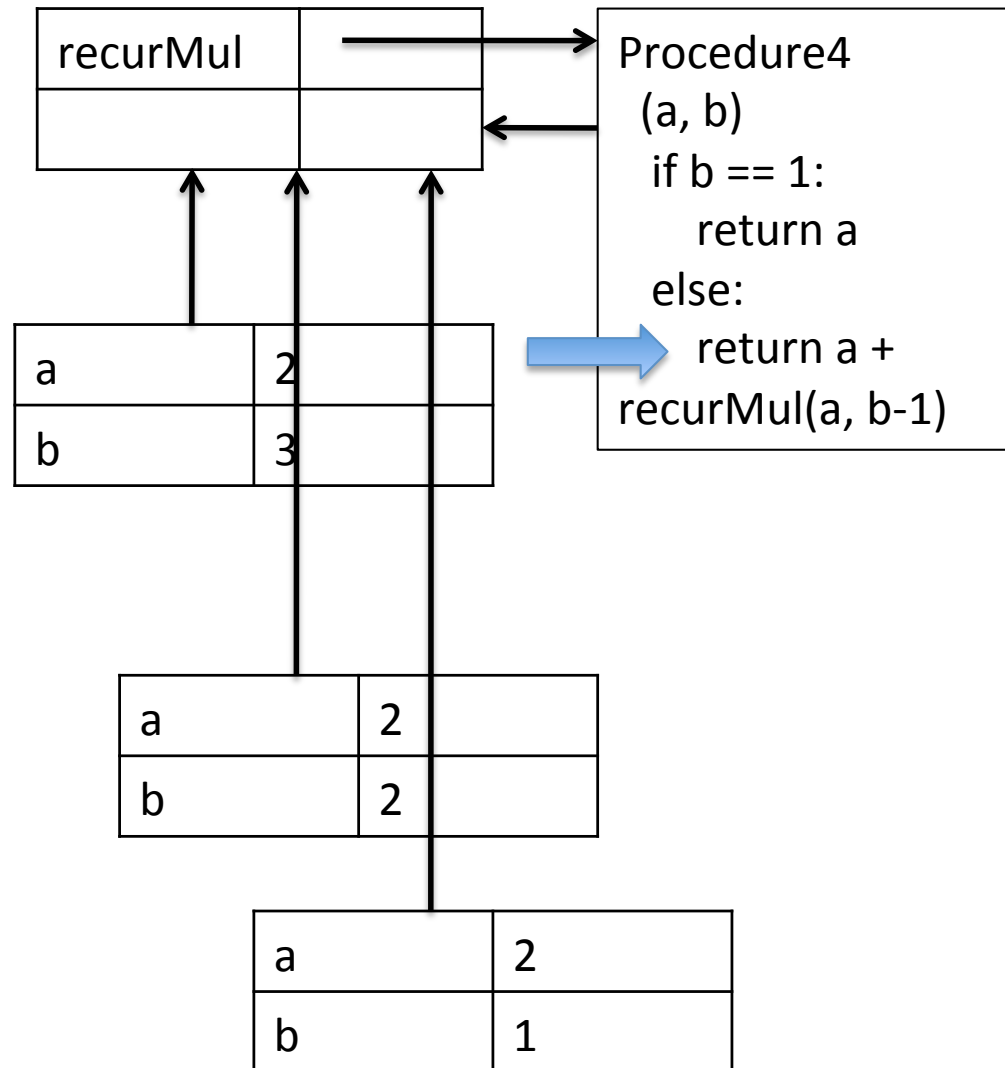 recurMul
Procedure4
(a, b)
if b == 1:
return a
else:
return a +
recurMul(a, b-1)
a 2
b 3
a 2
b 2
a 2
b 1